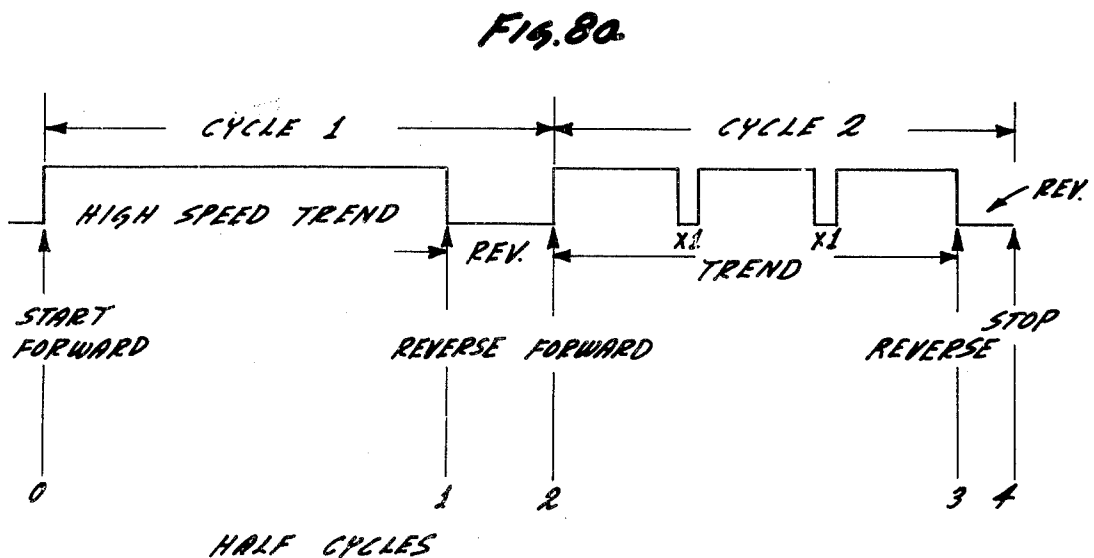 Fig. 8a
CYCLE 1 CYCLE 2
HIGH SPEED TREND REV.
REV. X1 X1
TREND
START STOP
FORWARD REVERSE FORWARD REVERSE
0 1 2 3 4
HALF CYCLES